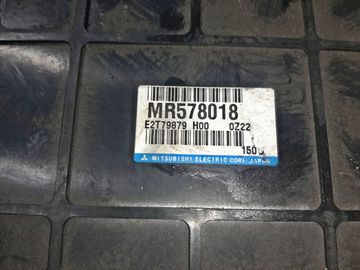 MR578018
E2T79879 H00 0Z22
150
MITSUBISHI ELECTRIC CORP. JAPAN